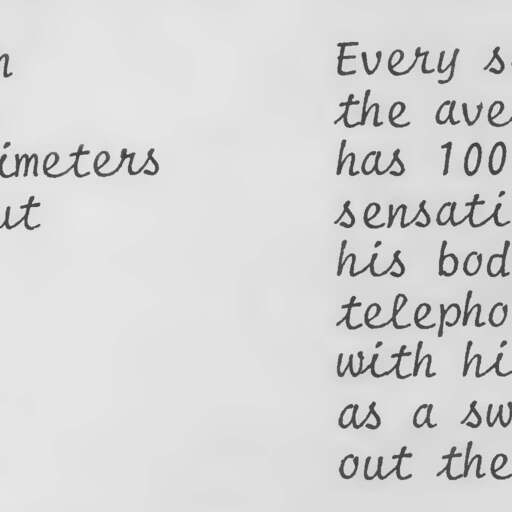 n
imeters
ut
Every s
the ave
has 100
sensati
his bod
telepho
with hi
as a sw
out the